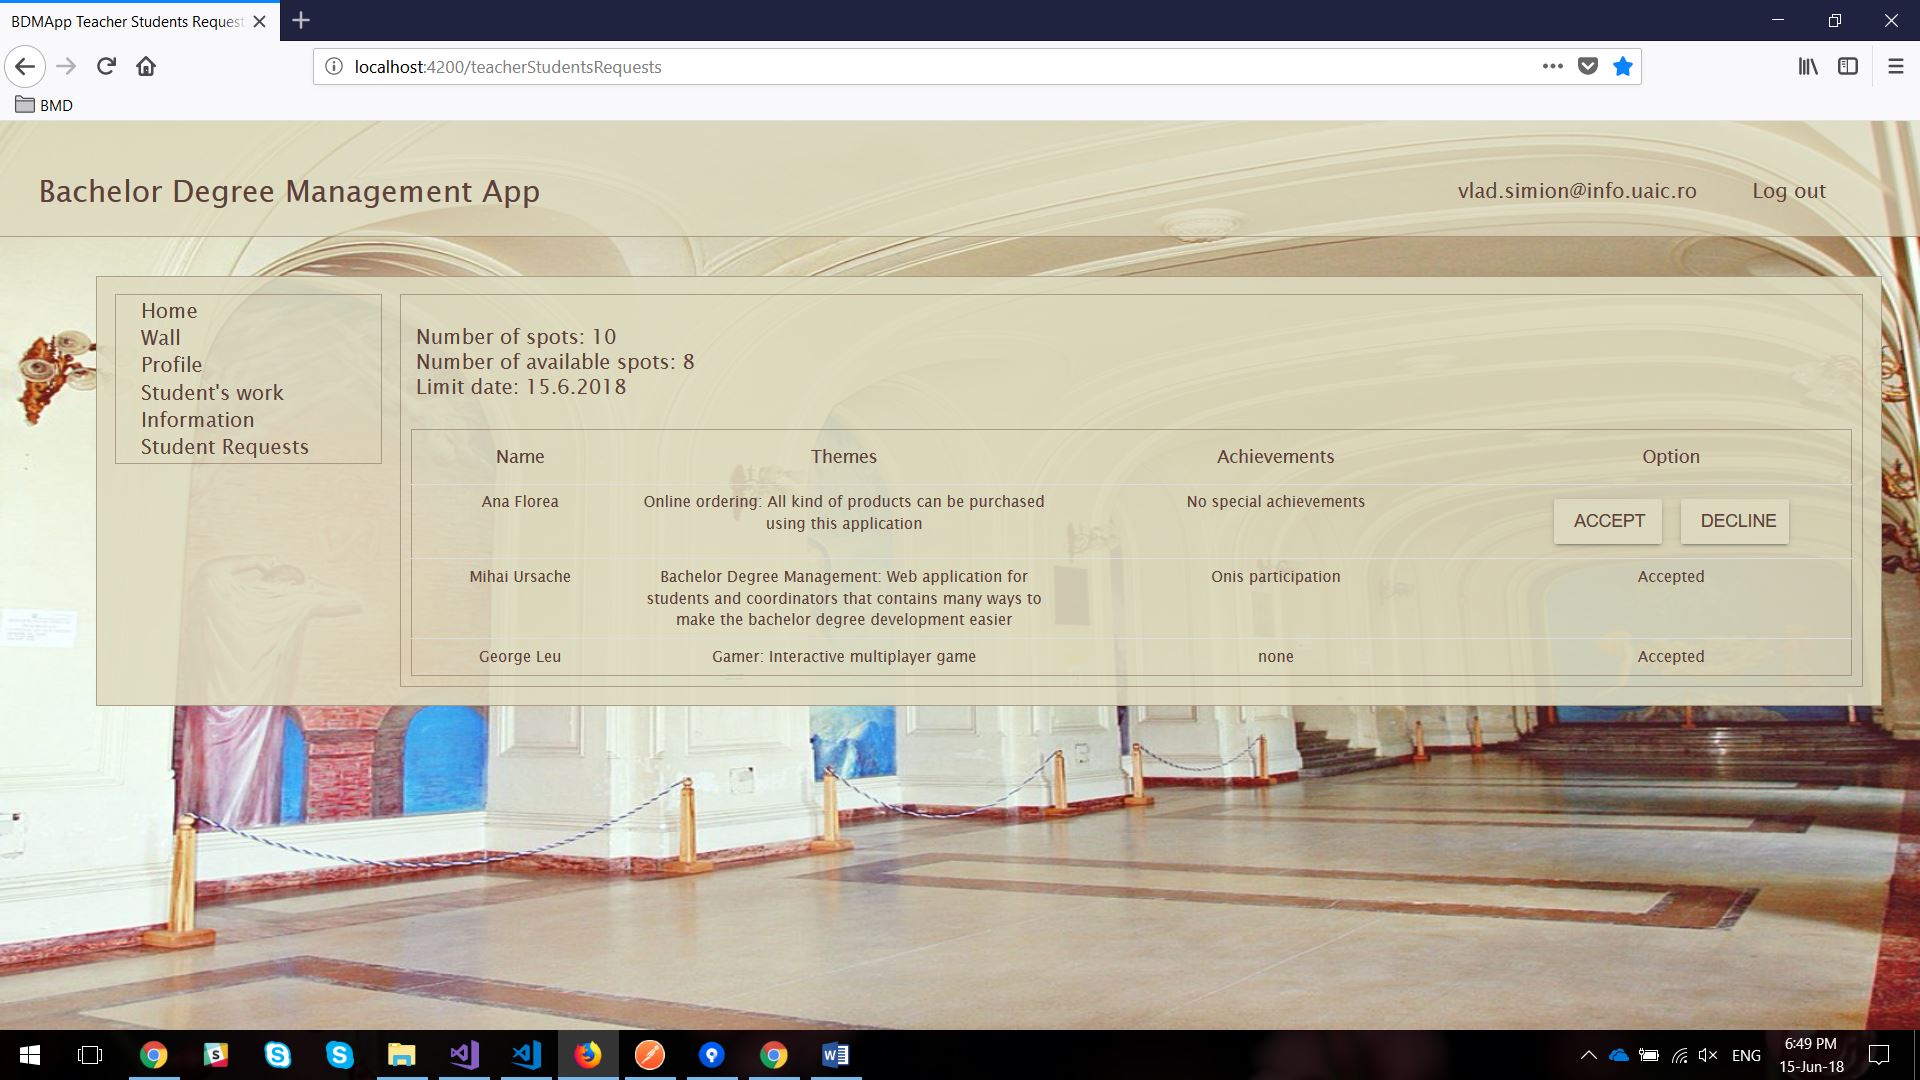 BDMApp Teacher Students Request
localhost:4200/teacherStudentsRequests
BMD
Bachelor Degree Management App
vlad.simion@info.uaic.ro
Log out
Home
Wall
Profile
Student's work
Information
Student Requests
Number of spots: 10
Number of available spots: 8
Limit date: 15.6.2018
Name Themes Achievements Option
Ana Florea
Online ordering: All kind of products can be purchased
using this application
No special achievements
ACCEPT DECLINE
Mihai Ursache
Bachelor Degree Management: Web application for
students and coordinators that contains many ways to
make the bachelor degree development easier
Onis participation
Accepted
George Leu
Gamer: Interactive multiplayer game
none
Accepted
ENG
6:49 PM
15-Jun-18